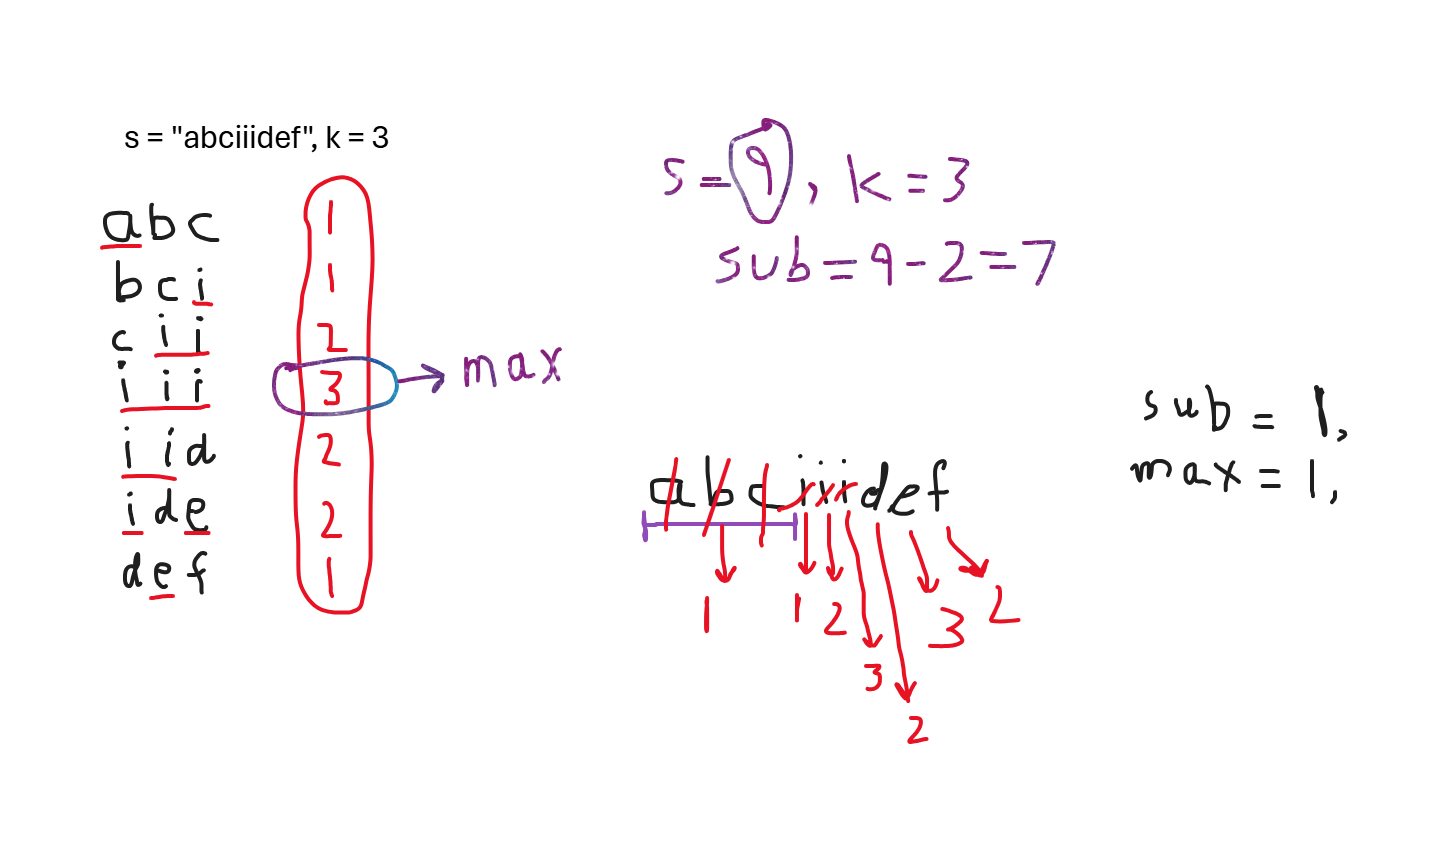 s = "abciiidef", k = 3
abc 1
bci 1
cii 2
iii 3 → max
iid 2
ide 2
def 1
s=9, k=3
sub=9-2=7
abciiidef
1 1 2 3 2 3 2
sub = 1,
max = 1,